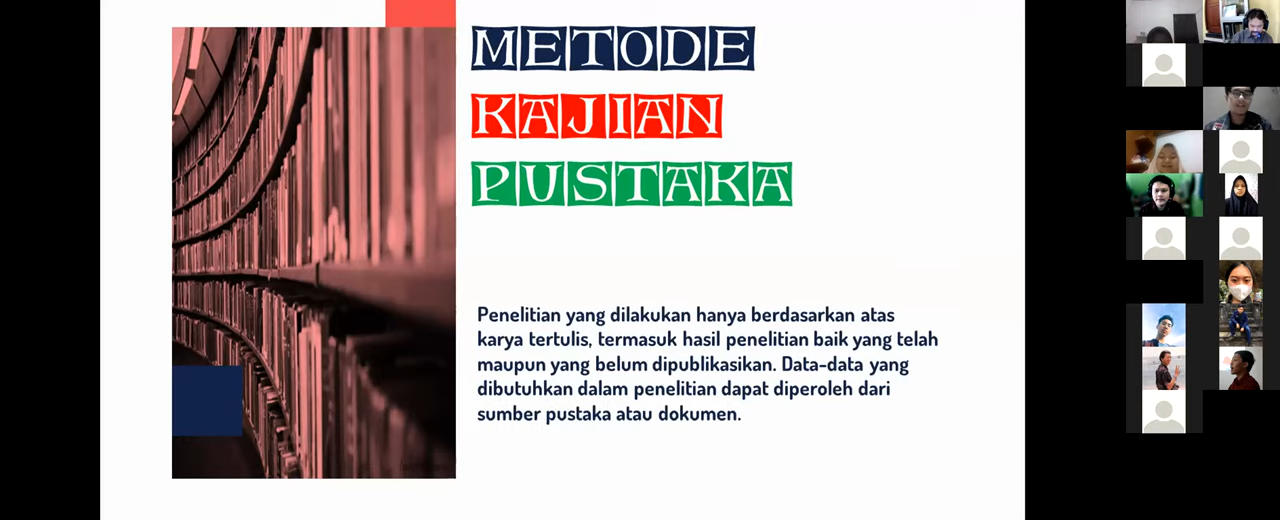 METODE
KAJIAN
PUSTAKA
Penelitian yang dilakukan hanya berdasarkan atas
karya tertulis, termasuk hasil penelitian baik yang telah
maupun yang belum dipublikasikan. Data-data yang
dibutuhkan dalam penelitian dapat diperoleh dari
sumber pustaka atau dokumen.